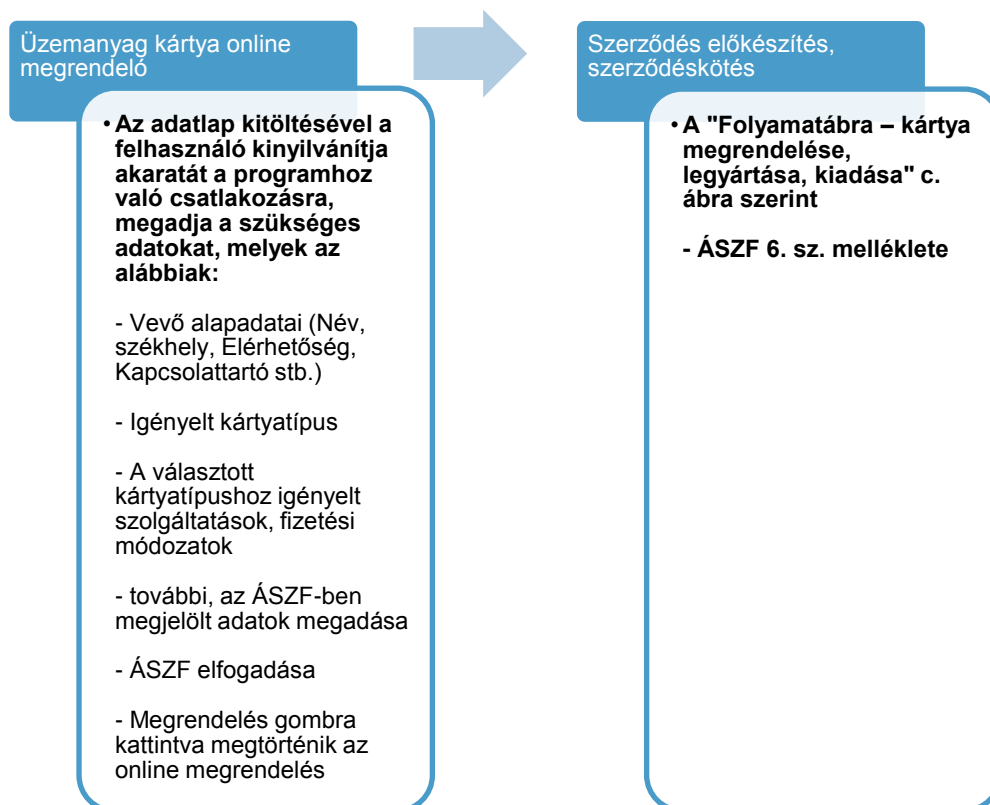 Üzemanyag kártya online
megrendelő
• Az adatlap kitöltésével a
felhasználó kinyilvánítja
akaratát a programhoz
való csatlakozásra,
megadja a szükséges
adatokat, melyek az
alábbiak:
- Vevő alapadatai (Név,
székhely, Elérhetőség,
Kapcsolattartó stb.)
- Igényelt kártyatípus
- A választott
kártyatípushoz igényelt
szolgáltatások, fizetési
módozatok
- további, az ÁSZF-ben
megjelölt adatok megadása
- ÁSZF elfogadása
- Megrendelés gombra
kattintva megtörténik az
online megrendelés
Szerződés előkészítés,
szerződéskötés
• A "Folyamatábra – kártya
megrendelése,
legyártása, kiadása" c.
ábra szerint
- ÁSZF 6. sz. melléklete